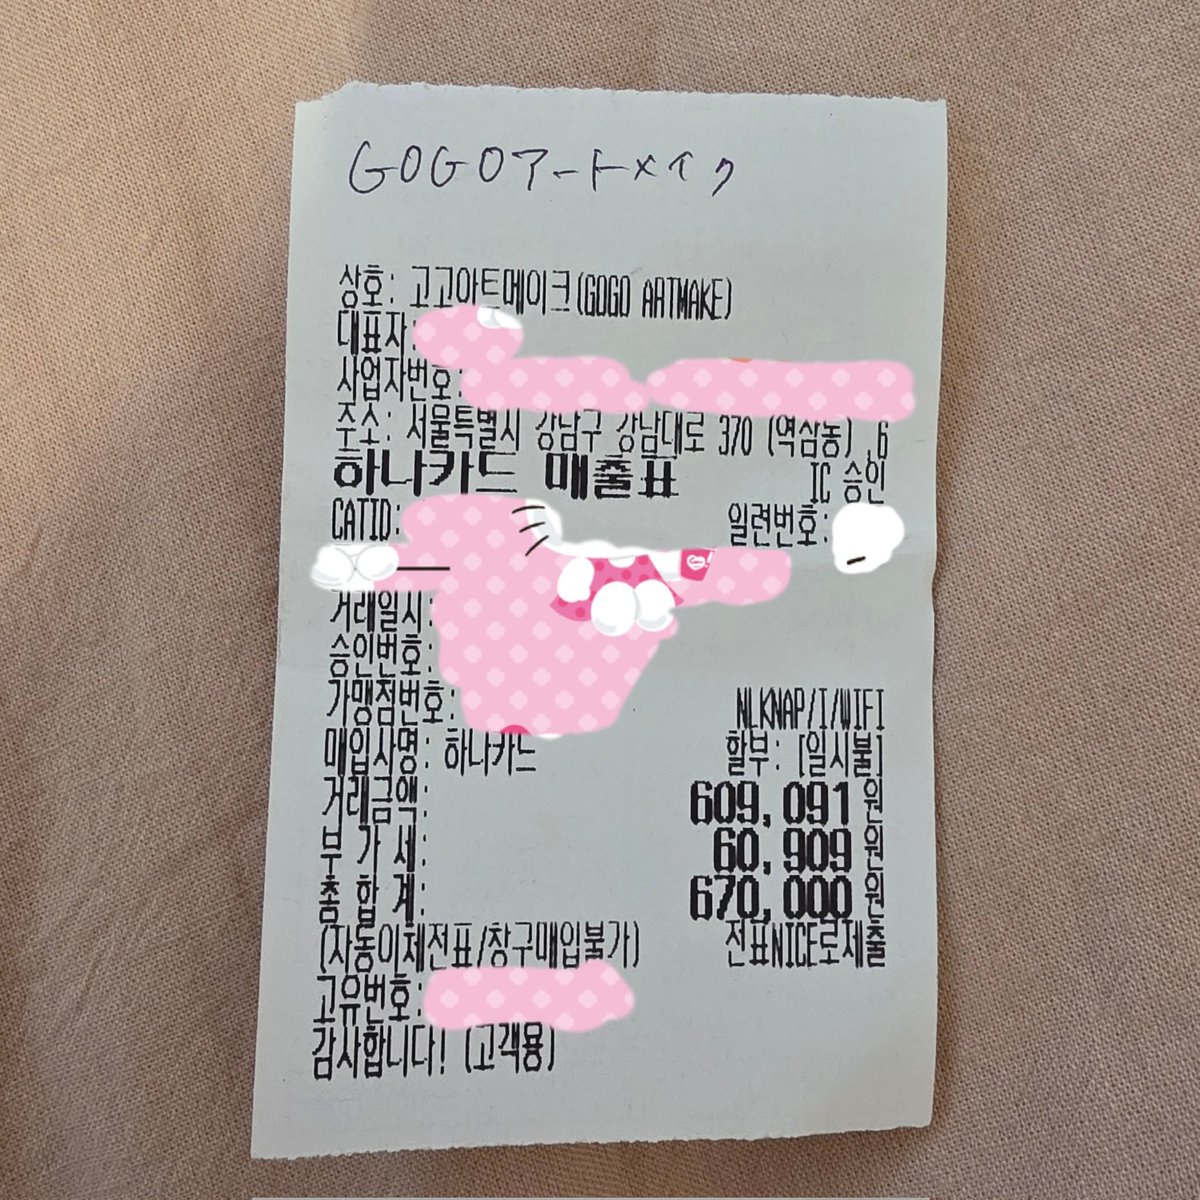 GOGOアートメイク
상호: 고고아트메이크(GOGO ARTMAKE)
대표자:
사업자번호:
주소: 서울특별시 강남구 강남대로 370 (역삼동) ,6
하나카드 매출표 IC 승인
CATID: 일련번호:
거래일시:
승인번호:
가맹점번호: NLKNAP/I/WIFI
매입사명: 하나카드 할부: [일시불]
거래금액: 609,091원
부 가 세: 60,909원
총 합 계: 670,000원
(자동이체전표/창구매입불가) 전표NICE로제출
고유번호:
감사합니다! (고객용)